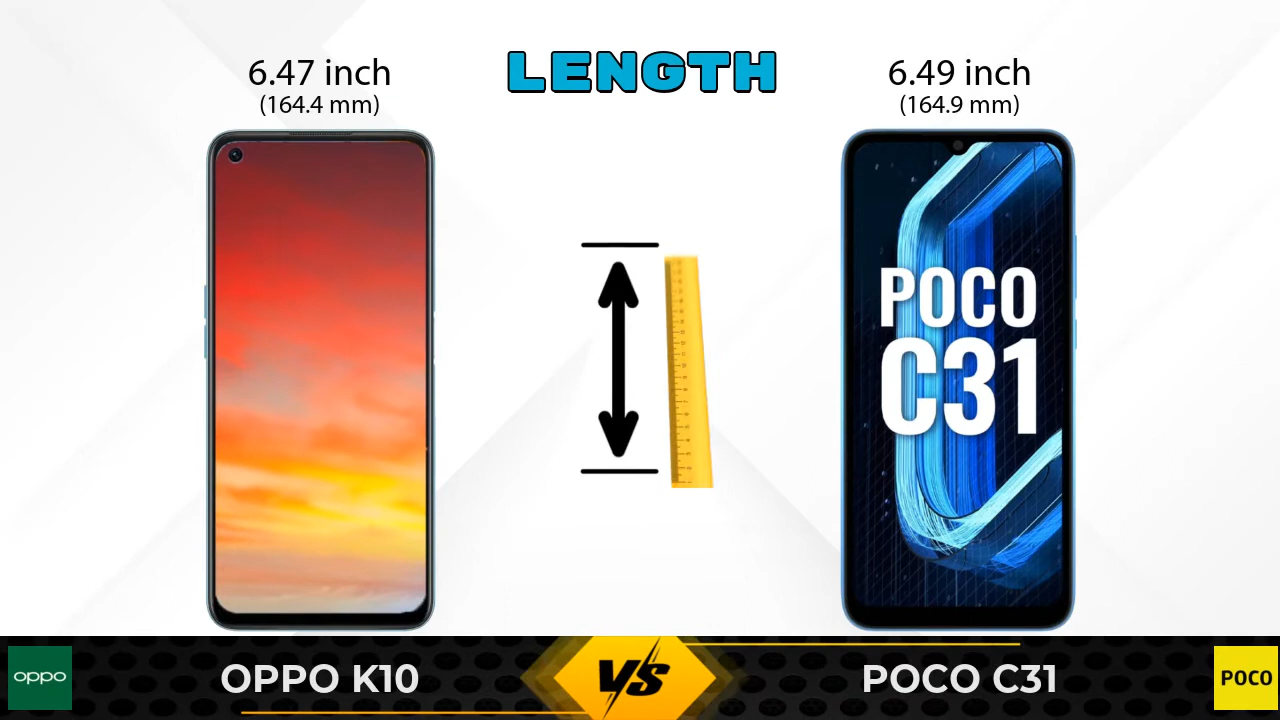 LENGTH
6.47 inch
(164.4 mm)
6.49 inch
(164.9 mm)
POCO
C31
oppo
OPPO K10
VS
POCO C31
POCO